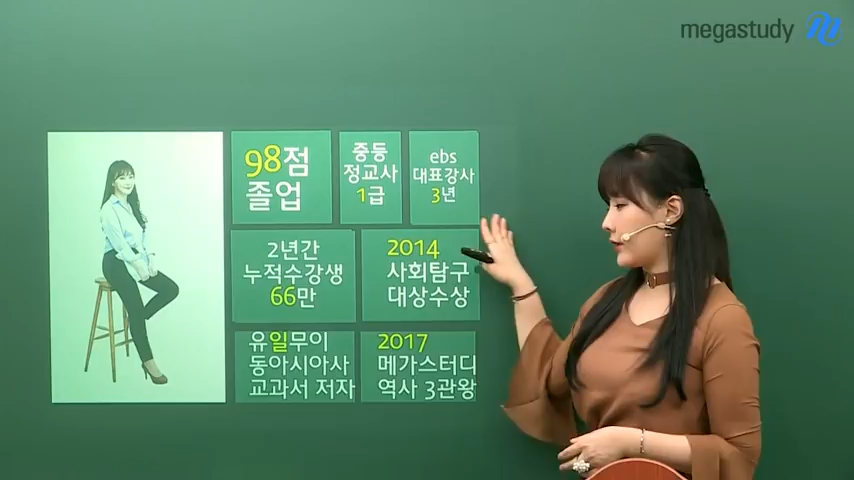 megastudy M
98점
졸업
중등
정교사
1급
ebs
대표강사
3년
2년간
누적수강생
66만
2014
사회탐구
대상수상
유일무이
동아시아사
교과서 저자
2017
메가스터디
역사 3관왕